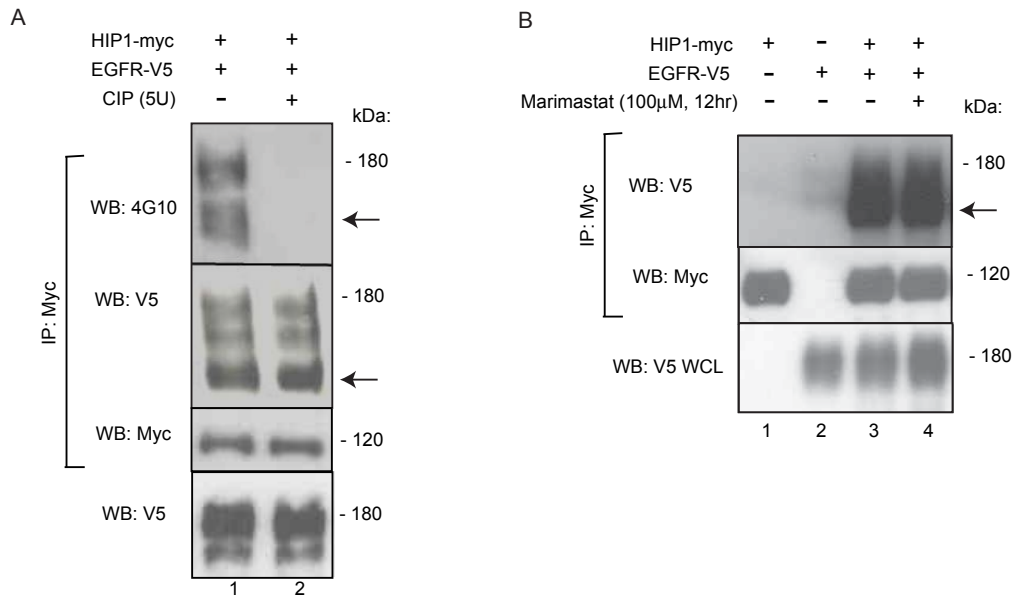 A
HIP1-myc + +
EGFR-V5 + +
CIP (5U) - +
kDa:
IP: Myc
WB: 4G10
- 180
WB: V5
- 180
WB: Myc
- 120
WB: V5
- 180
1 2
B
HIP1-myc + - + +
EGFR-V5 - + + +
Marimastat (100μM, 12hr) - - - +
kDa:
IP: Myc
WB: V5
- 180
WB: Myc
- 120
WB: V5 WCL
- 180
1 2 3 4